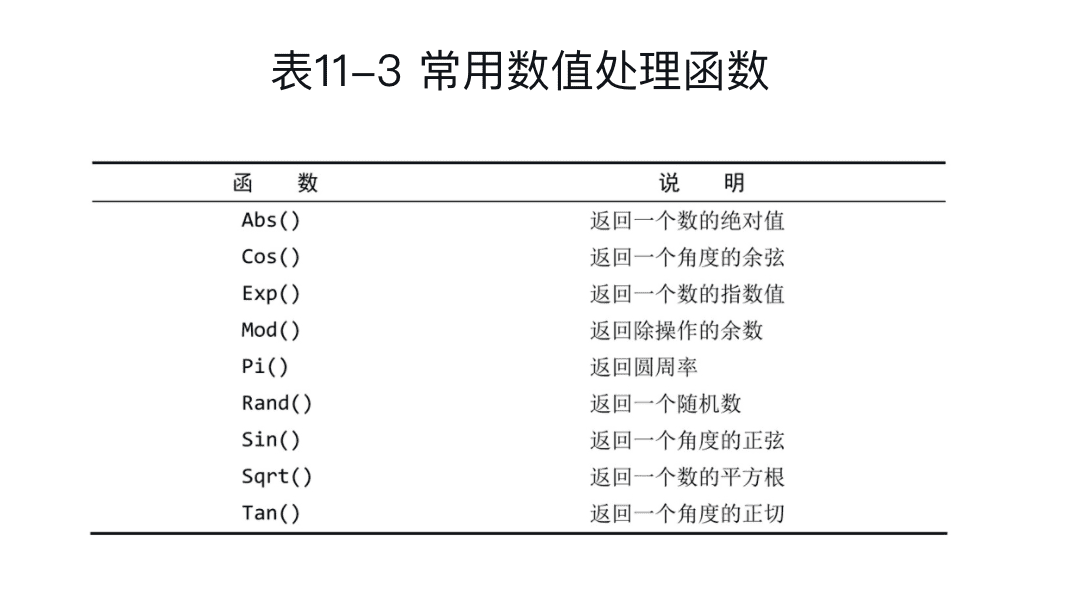 表11-3 常用数值处理函数
函 数 说 明
Abs() 返回一个数的绝对值
Cos() 返回一个角度的余弦
Exp() 返回一个数的指数值
Mod() 返回除操作的余数
Pi() 返回圆周率
Rand() 返回一个随机数
Sin() 返回一个角度的正弦
Sqrt() 返回一个数的平方根
Tan() 返回一个角度的正切